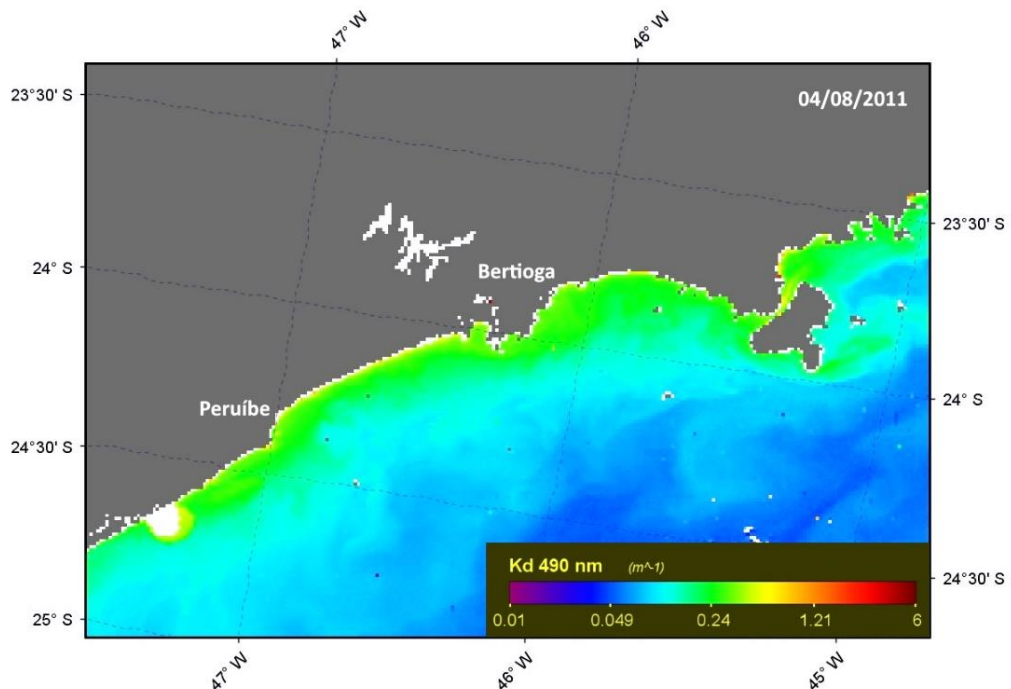 47° W
46° W
23°30' S
04/08/2011
23°30' S
24° S
Bertioga
Peruíbe
24° S
24°30' S
Kd 490 nm (m^-1)
0.01 0.049 0.24 1.21 6
24°30' S
25° S
47° W
46° W
45° W